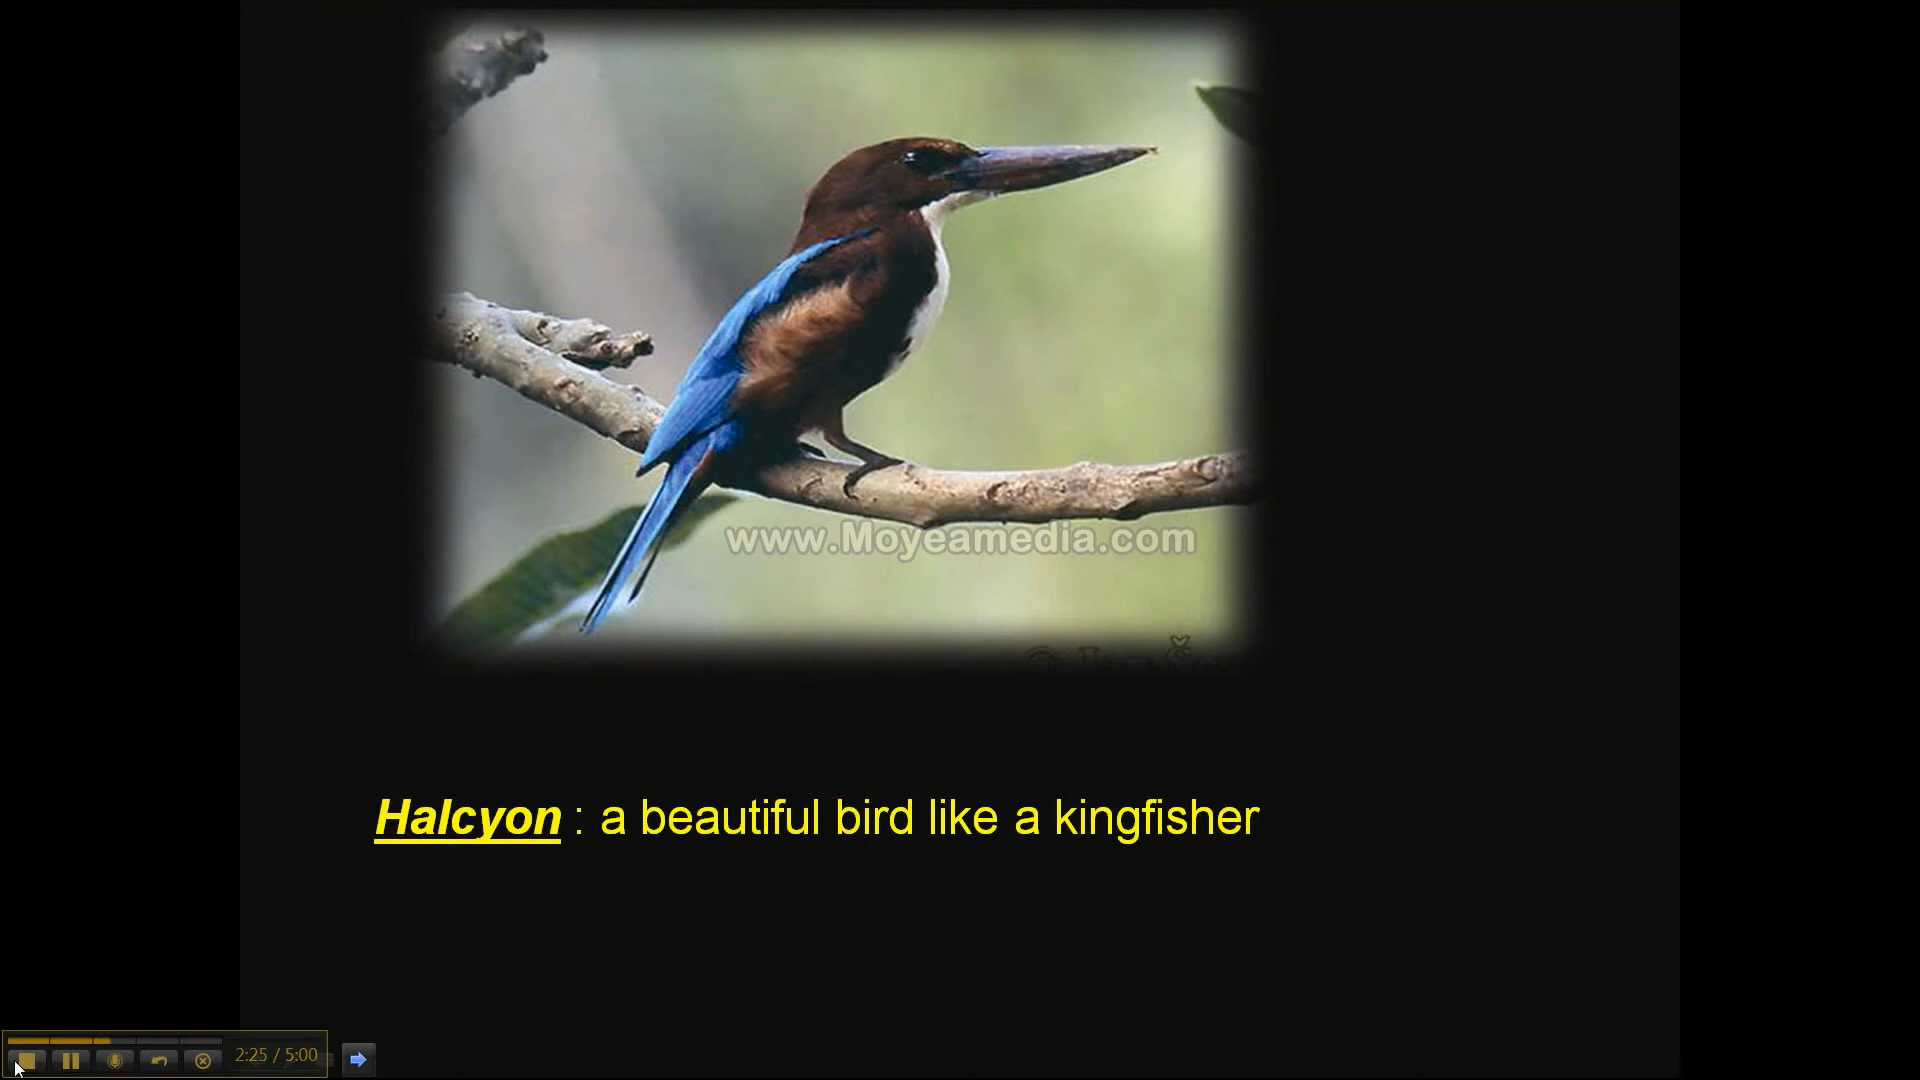 www.Moyeamedia.com
Halcyon : a beautiful bird like a kingfisher
2:25 / 5:00